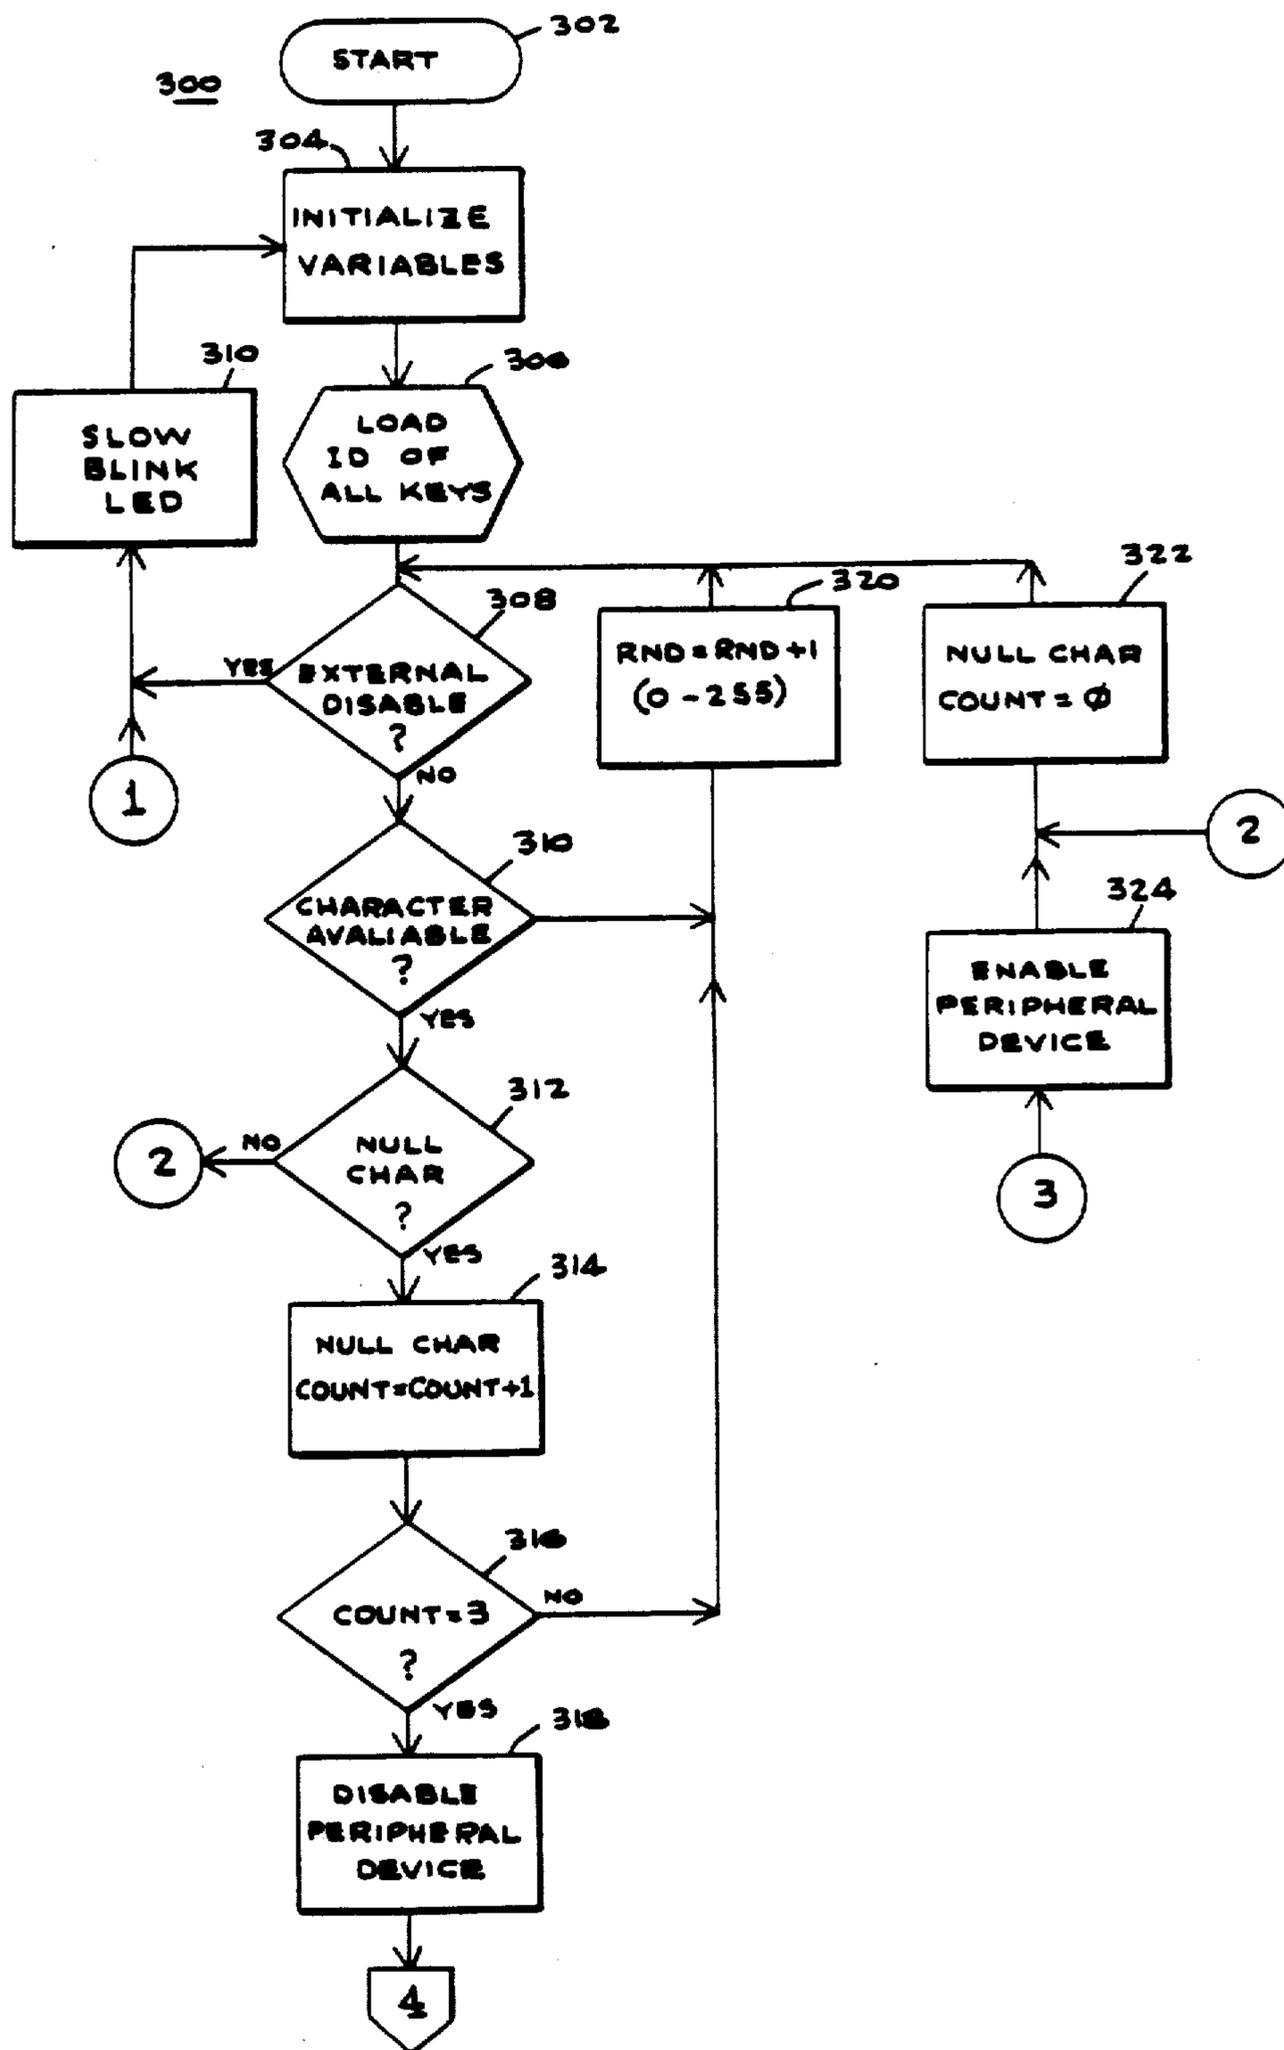 302
START
300
304
INITIALIZE
VARIABLES
310
306
SLOW
BLINK
LED
LOAD
ID OF
ALL KEYS
322
320
308
RND=RND+1
(0-255)
NULL CHAR
COUNT=Ø
YES
EXTERNAL
DISABLE
?
NO
1
2
310
324
CHARACTER
AVALIABLE
?
YES
ENABLE
PERIPHERAL
DEVICE
312
2
NO
NULL
CHAR
?
3
YES
314
NULL CHAR
COUNT=COUNT+1
316
COUNT=3
?
NO
YES
318
DISABLE
PERIPHERAL
DEVICE
4